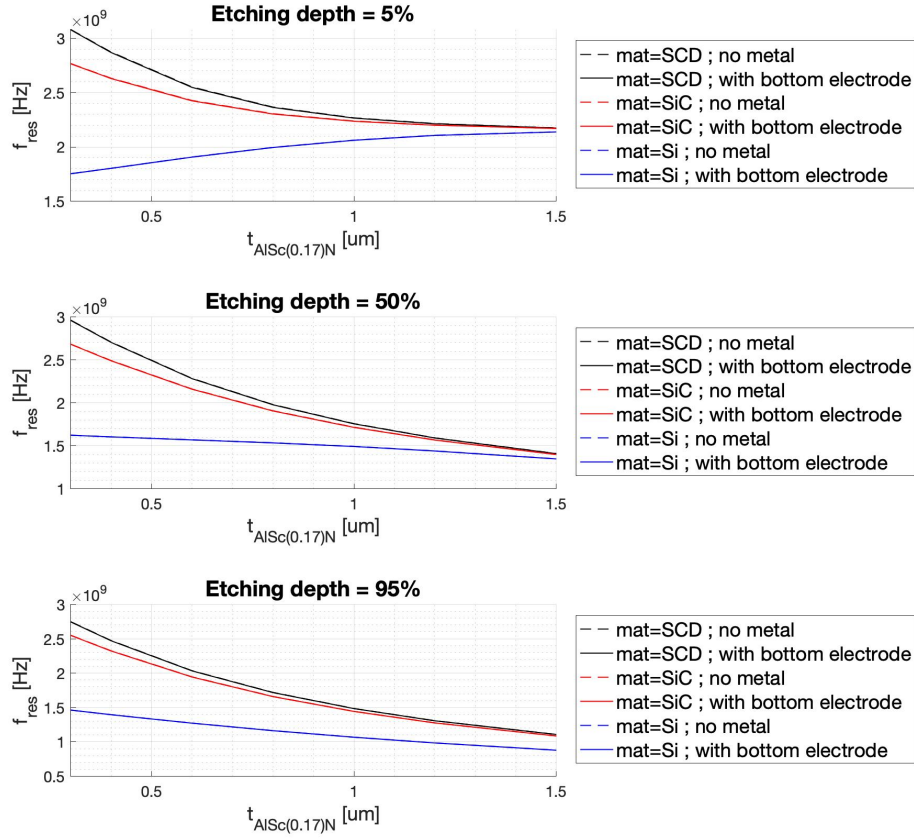 Etching depth = 5%
×10⁹
3
2.5
2
1.5
f_res [Hz]
0.5
1
1.5
t_AlSc(0.17)N [um]
mat=SCD ; no metal
mat=SCD ; with bottom electrode
mat=SiC ; no metal
mat=SiC ; with bottom electrode
mat=Si ; no metal
mat=Si ; with bottom electrode
Etching depth = 50%
×10⁹
3
2.5
2
1.5
1
f_res [Hz]
0.5
1
1.5
t_AlSc(0.17)N [um]
mat=SCD ; no metal
mat=SCD ; with bottom electrode
mat=SiC ; no metal
mat=SiC ; with bottom electrode
mat=Si ; no metal
mat=Si ; with bottom electrode
Etching depth = 95%
×10⁹
3
2.5
2
1.5
1
0.5
f_res [Hz]
0.5
1
1.5
t_AlSc(0.17)N [um]
mat=SCD ; no metal
mat=SCD ; with bottom electrode
mat=SiC ; no metal
mat=SiC ; with bottom electrode
mat=Si ; no metal
mat=Si ; with bottom electrode